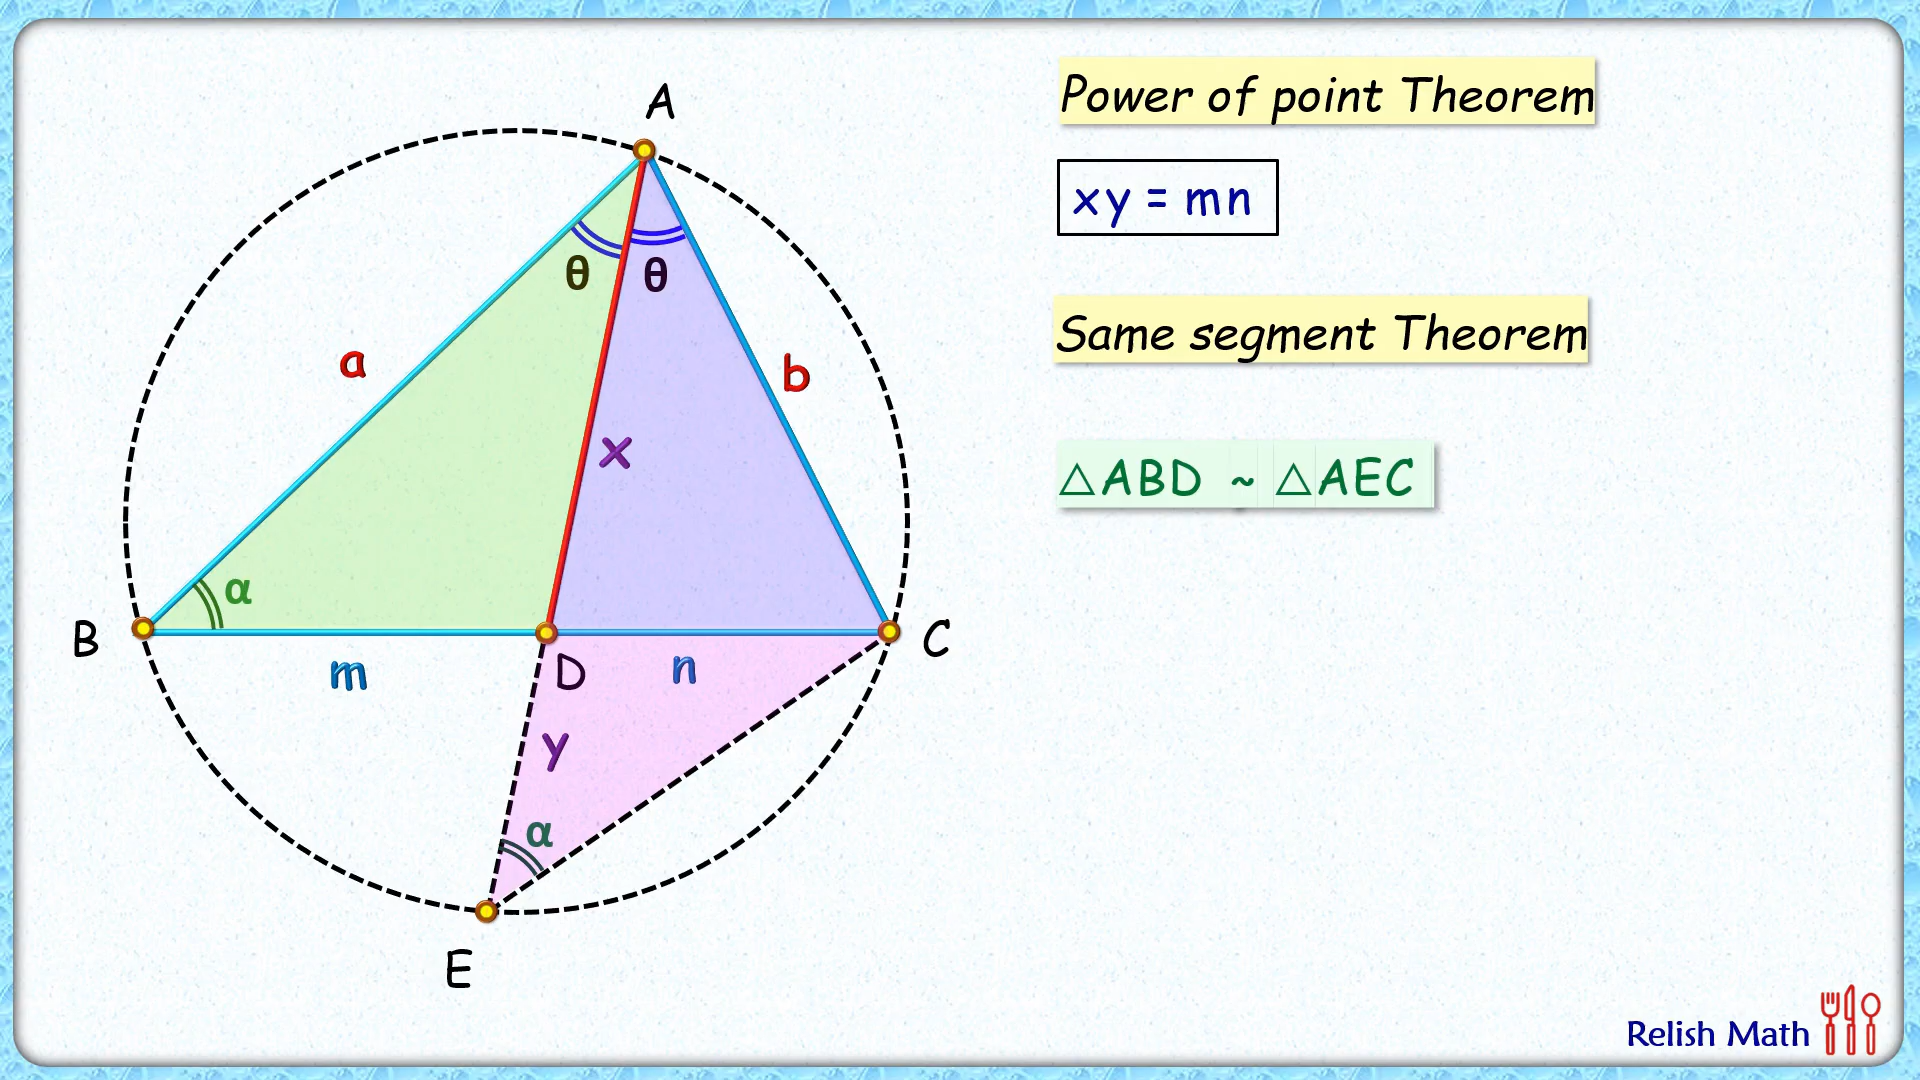 A
Power of point Theorem
xy = mn
θ θ
Same segment Theorem
a
b
x
△ABD ~ △AEC
α
B
C
m
D
n
y
α
E
Relish Math